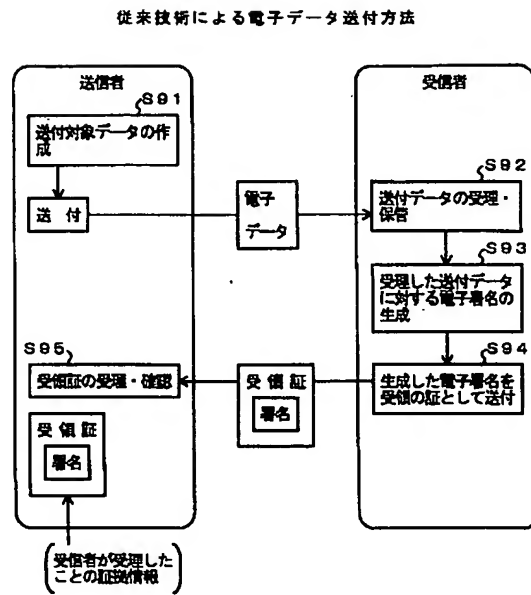 従来技術による電子データ送付方法
送信者
受信者
S91
送付対象データの作
成
S92
送付
電子
データ
送付データの受理・
保管
S93
受理した送付データ
に対する電子署名の
生成
S95
S94
受領証の受理・確認
受領証
署名
生成した電子署名を
受領の証として送付
受領証
署名
受信者が受理した
ことの証拠情報